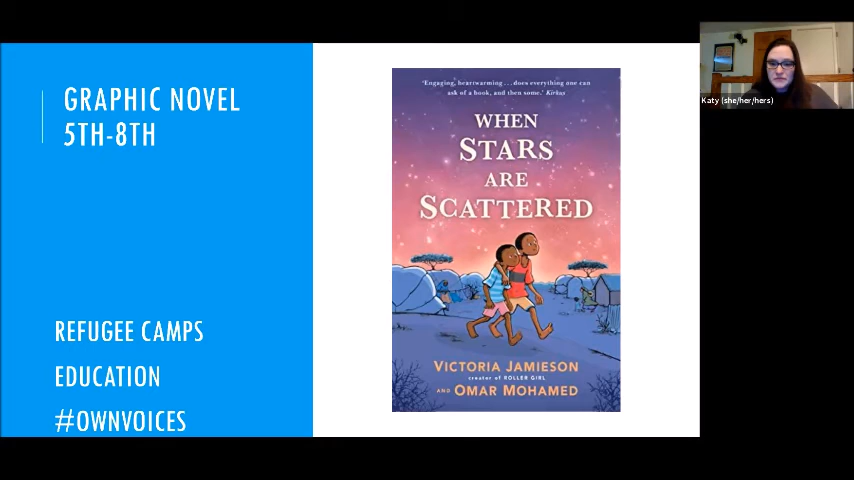 GRAPHIC NOVEL
5TH-8TH
REFUGEE CAMPS
EDUCATION
#OWNVOICES
‘Engaging, heartwarming . . . does everything one can
ask of a book, and then some.’ Kirkus
WHEN
STARS
ARE
SCATTERED
VICTORIA JAMIESON
creator of ROLLER GIRL
AND OMAR MOHAMED
Katy (she/her/hers)